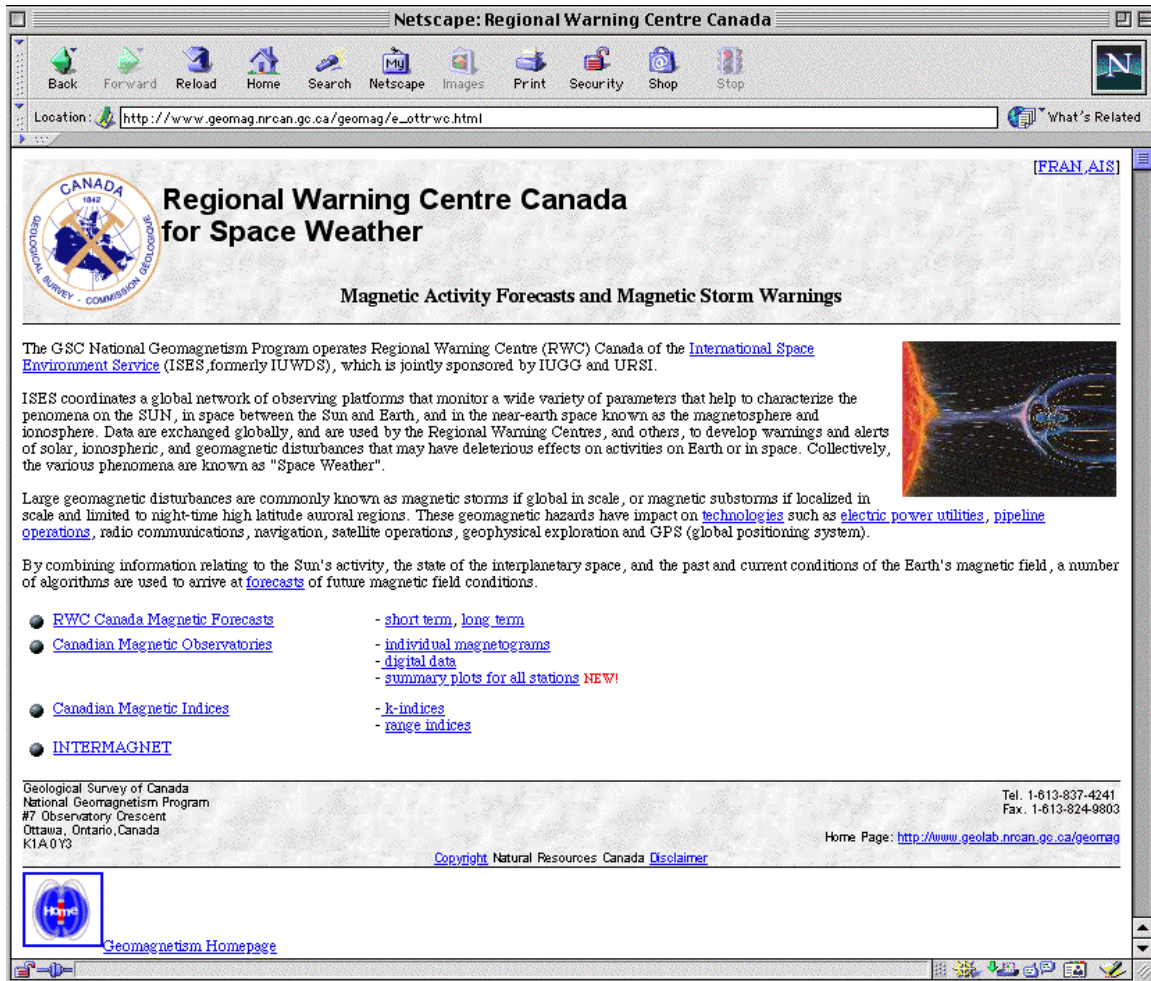 Netscape: Regional Warning Centre Canada
Back Forward Reload Home Search Netscape Images Print Security Shop Stop
My
N
Location: http://www.geomag.nrcan.gc.ca/geomag/e_ottrwc.html What's Related
[FRAN,AIS]
CANADA
1842
GEOLOGICAL SURVEY - COMMISSION GÉOLOGIQUE
Regional Warning Centre Canada
for Space Weather
Magnetic Activity Forecasts and Magnetic Storm Warnings
The GSC National Geomagnetism Program operates Regional Warning Centre (RWC) Canada of the International Space
Environment Service (ISES,formerly IUWDS), which is jointly sponsored by IUGG and URSI.
ISES coordinates a global network of observing platforms that monitor a wide variety of parameters that help to characterize the
penomena on the SUN, in space between the Sun and Earth, and in the near-earth space known as the magnetosphere and
ionosphere. Data are exchanged globally, and are used by the Regional Warning Centres, and others, to develop warnings and alerts
of solar, ionospheric, and geomagnetic disturbances that may have deleterious effects on activities on Earth or in space. Collectively,
the various phenomena are known as "Space Weather".
Large geomagnetic disturbances are commonly known as magnetic storms if global in scale, or magnetic substorms if localized in
scale and limited to night-time high latitude auroral regions. These geomagnetic hazards have impact on technologies such as electric power utilities, pipeline
operations, radio communications, navigation, satellite operations, geophysical exploration and GPS (global positioning system).
By combining information relating to the Sun's activity, the state of the interplanetary space, and the past and current conditions of the Earth's magnetic field, a number
of algorithms are used to arrive at forecasts of future magnetic field conditions.
RWC Canada Magnetic Forecasts - short term, long term
Canadian Magnetic Observatories - individual magnetograms
- digital data
- summary plots for all stations NEW!
Canadian Magnetic Indices - k-indices
- range indices
INTERMAGNET
Geological Survey of Canada
National Geomagnetism Program
#7 Observatory Crescent
Ottawa, Ontario,Canada
K1A 0Y3
Tel. 1-613-837-4241
Fax. 1-613-824-9803
Home Page: http://www.geolab.nrcan.gc.ca/geomag
Copyright Natural Resources Canada Disclaimer
Home
Geomagnetism Homepage